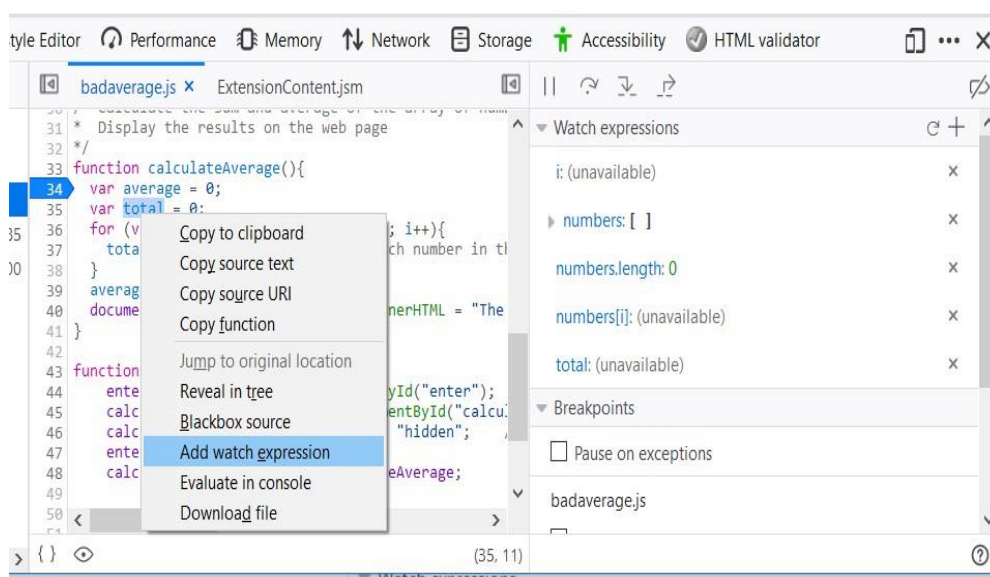 tyle Editor Performance Memory Network Storage Accessibility HTML validator
badaverage.js × ExtensionContent.jsm
31 * Display the results on the web page
32 */
33 function calculateAverage(){
34 var average = 0;
35 var total = 0;
36 for (v ; i++){
37 tota ch number in th
38 }
39 averag
40 docume nerHTML = "The
41 }
42
43 function
44 ente yId("enter");
45 calc entById("calcu
46 calc "hidden";
47 ente
48 calc eAverage;
49
50
35
00
Copy to clipboard
Copy source text
Copy source URI
Copy function
Jump to original location
Reveal in tree
Blackbox source
Add watch expression
Evaluate in console
Download file
{ } (35, 11)
Watch expressions
i: (unavailable)
numbers: [ ]
numbers.length: 0
numbers[i]: (unavailable)
total: (unavailable)
Breakpoints
Pause on exceptions
badaverage.js